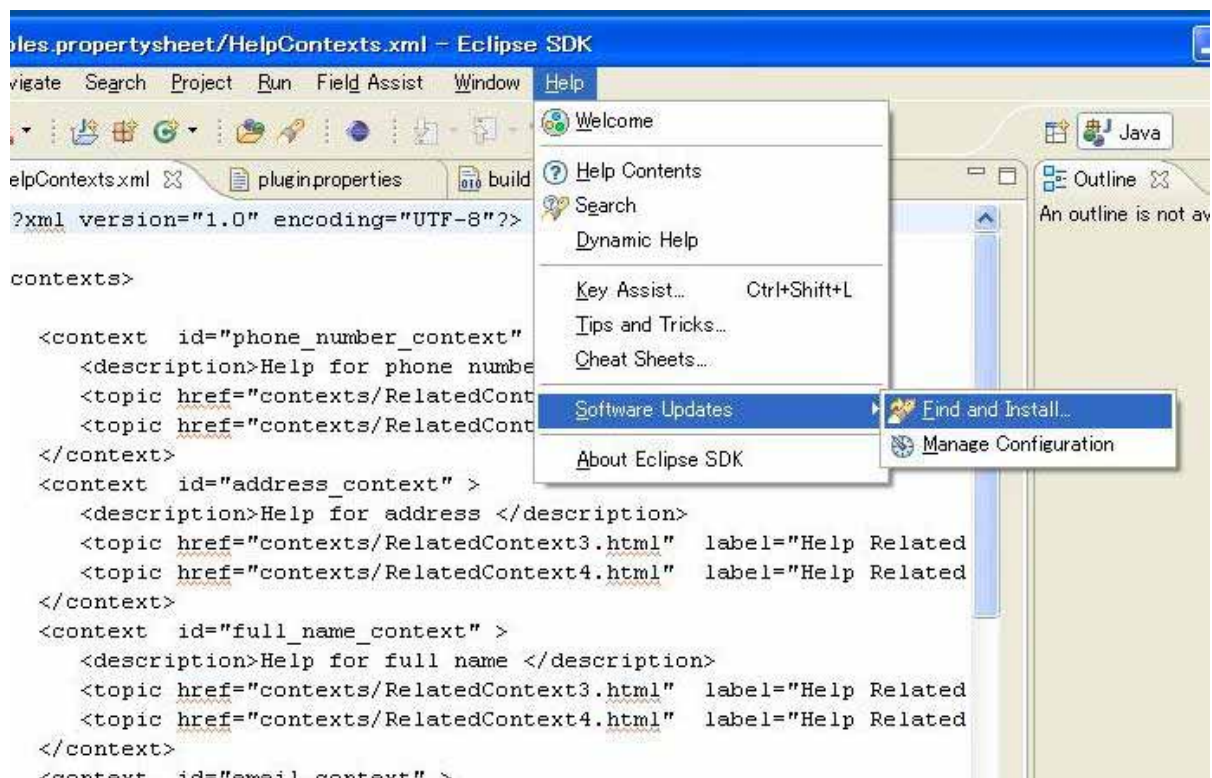 ples.propertysheet/HelpContexts.xml - Eclipse SDK
vigate Search Project Run Field Assist Window Help
Welcome
Help Contents
Search
Dynamic Help
Key Assist... Ctrl+Shift+L
Tips and Tricks...
Cheat Sheets...
Software Updates
About Eclipse SDK
Find and Install...
Manage Configuration
Java
elpContexts.xml plugin.properties build
Outline
An outline is not av
?xml version="1.0" encoding="UTF-8"?>
contexts>
<context id="phone_number_context"
<description>Help for phone numbe
<topic href="contexts/RelatedCont
<topic href="contexts/RelatedCont
</context>
<context id="address_context" >
<description>Help for address </description>
<topic href="contexts/RelatedContext3.html" label="Help Related
<topic href="contexts/RelatedContext4.html" label="Help Related
</context>
<context id="full_name_context" >
<description>Help for full name </description>
<topic href="contexts/RelatedContext3.html" label="Help Related
<topic href="contexts/RelatedContext4.html" label="Help Related
</context>
<context id="email_context" >